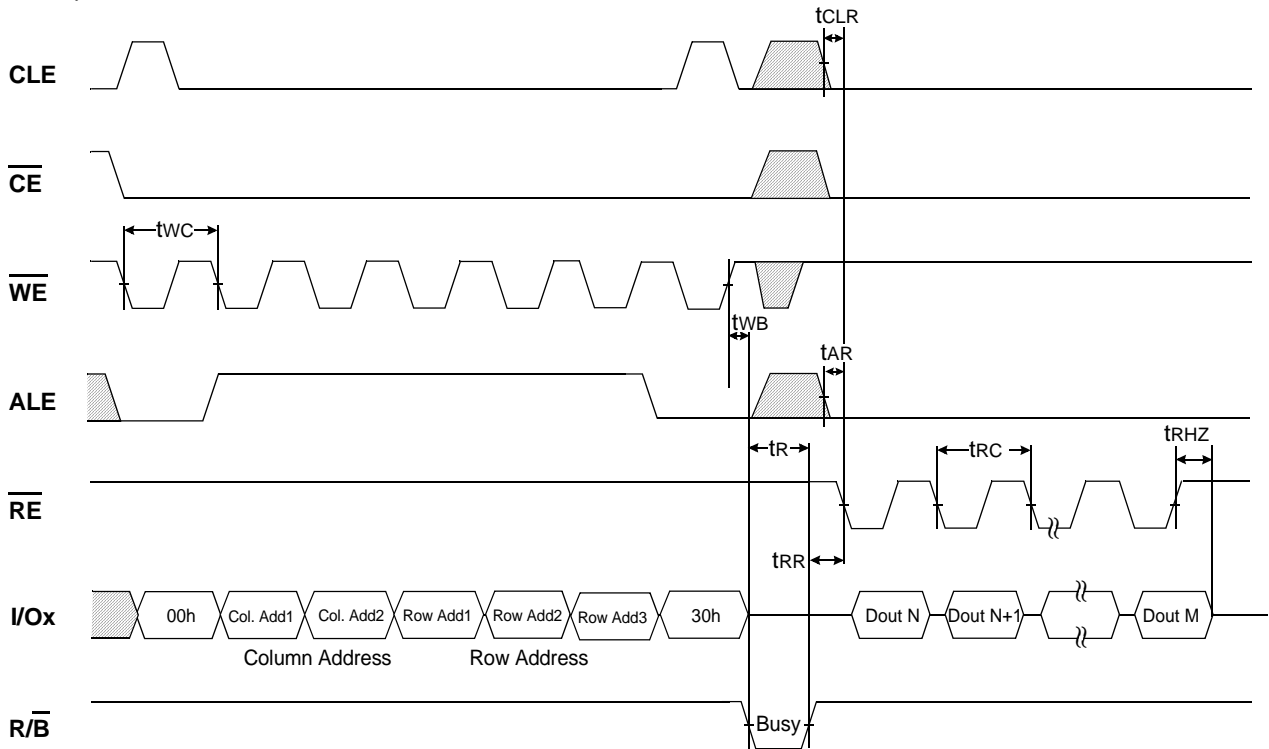 tCLR
CLE
CE
tWC
WE
tWB
tAR
ALE
tR
tRC
tRHZ
RE
tRR
I/Ox
00h
Col. Add1
Col. Add2
Row Add1
Row Add2
Row Add3
30h
Dout N
Dout N+1
Dout M
Column Address
Row Address
R/B
Busy